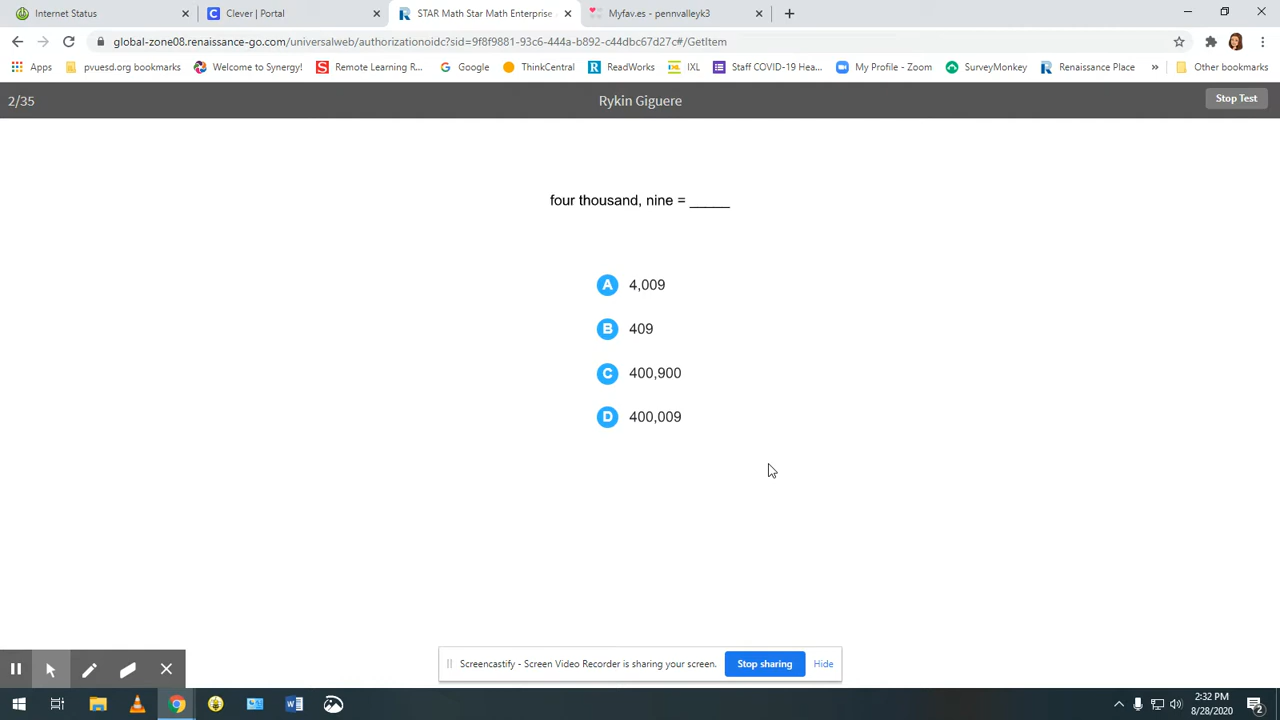 Internet Status
Clever | Portal
STAR Math Star Math Enterprise
Myfav.es - pennvalleyk3
global-zone08.renaissance-go.com/universalweb/authorizationoidc?sid=9f8f9881-93c6-444a-b892-c44dbc67d27c#/GetItem
Apps
pvuesd.org bookmarks
Welcome to Synergy!
Remote Learning R...
Google
ThinkCentral
ReadWorks
IXL
Staff COVID-19 Hea...
My Profile - Zoom
SurveyMonkey
Renaissance Place
»
Other bookmarks
2/35
Rykin Giguere
Stop Test
four thousand, nine = _____
A 4,009
B 409
C 400,900
D 400,009
Screencastify - Screen Video Recorder is sharing your screen.
Stop sharing
Hide
2:32 PM
8/28/2020
2